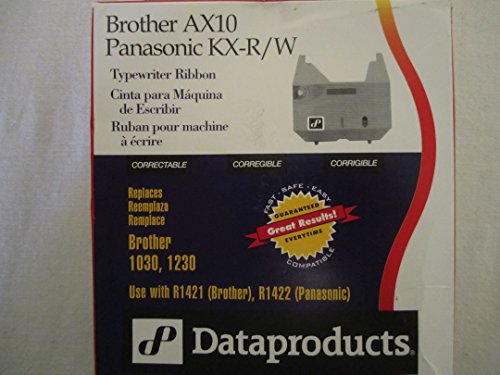 Brother AX10
Panasonic KX-R/W
Typewriter Ribbon
Cinta para Máquina
de Escribir
Ruban pour machine
à écrire
CORRECTABLE CORREGIBLE CORRIGIBLE
Replaces
Reemplaza
Remplace
Brother
1030, 1230
FAST - SAFE - EASY
GUARANTEED
Great Results!
EVERYTIME
COMPATIBLE
Use with R1421 (Brother), R1422 (Panasonic)
Dataproducts®